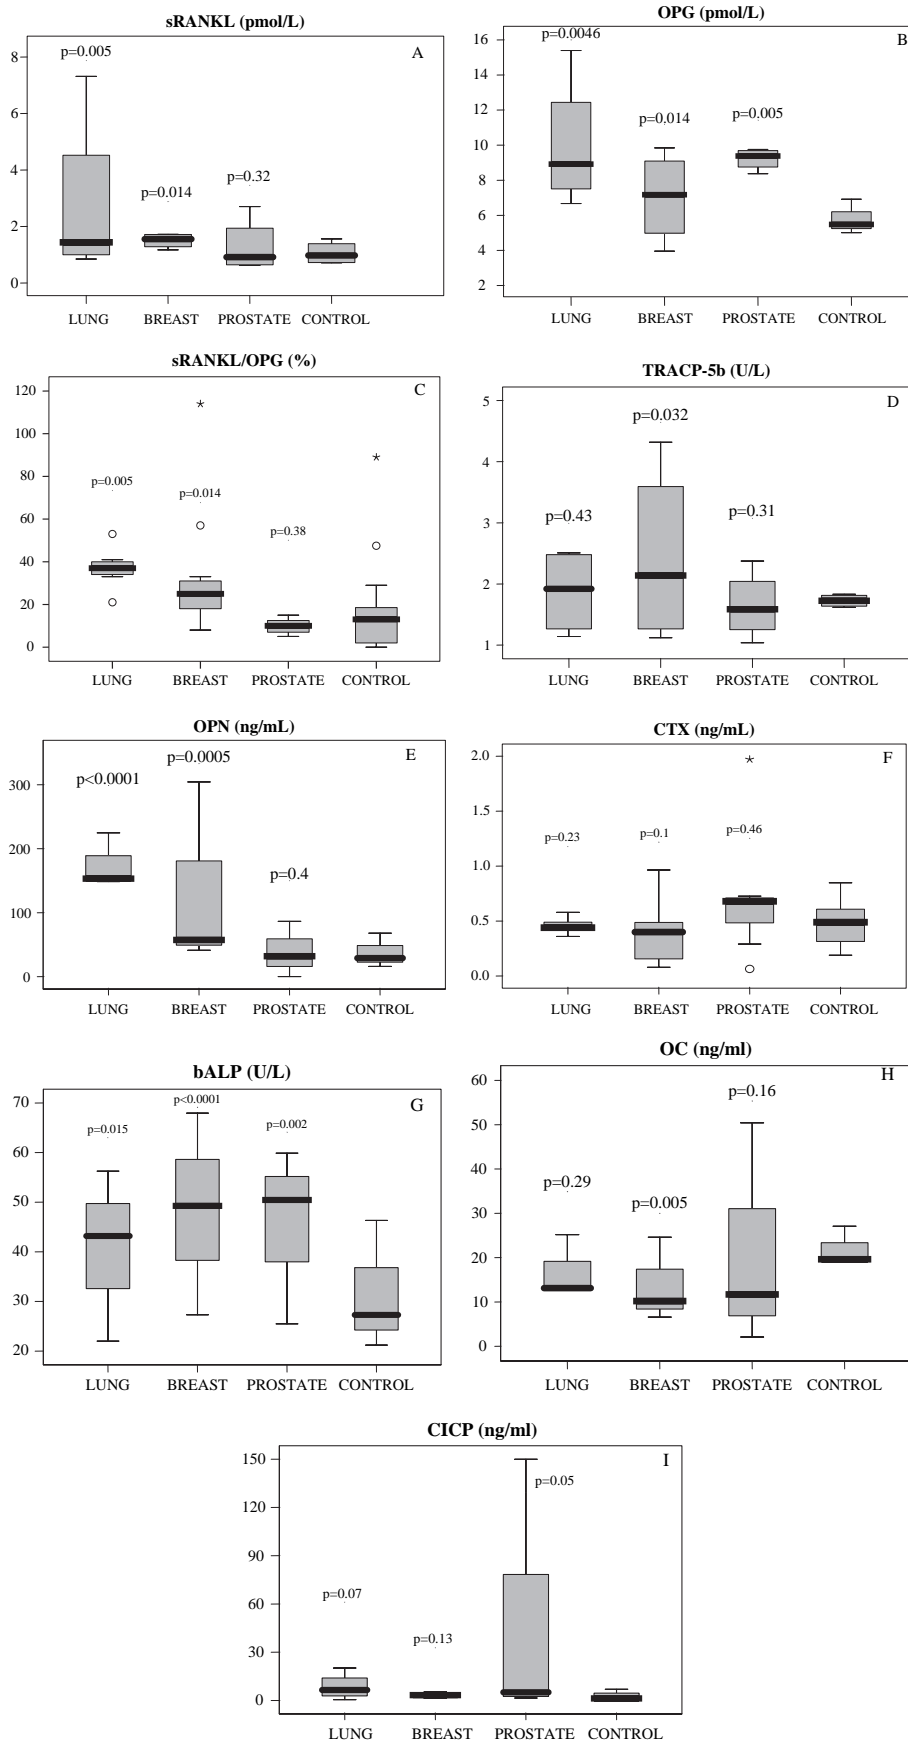 sRANKL (pmol/L)
A
p=0.005
p=0.014
p=0.32
8
6
4
2
0
LUNG BREAST PROSTATE CONTROL
OPG (pmol/L)
B
p=0.0046
p=0.014
p=0.005
16
14
12
10
8
6
4
2
LUNG BREAST PROSTATE CONTROL
sRANKL/OPG (%)
C
p=0.005
p=0.014
p=0.38
120
100
80
60
40
20
0
LUNG BREAST PROSTATE CONTROL
TRACP-5b (U/L)
D
p=0.43
p=0.032
p=0.31
5
4
3
2
1
LUNG BREAST PROSTATE CONTROL
OPN (ng/mL)
E
p<0.0001
p=0.0005
p=0.4
300
200
100
0
LUNG BREAST PROSTATE CONTROL
CTX (ng/mL)
F
p=0.23
p=0.1
p=0.46
2.0
1.5
1.0
0.5
0.0
LUNG BREAST PROSTATE CONTROL
bALP (U/L)
G
p=0.015
p<0.0001
p=0.002
70
60
50
40
30
20
LUNG BREAST PROSTATE CONTROL
OC (ng/ml)
H
p=0.29
p=0.005
p=0.16
60
50
40
30
20
10
0
LUNG BREAST PROSTATE CONTROL
CICP (ng/ml)
I
p=0.07
p=0.13
p=0.05
150
120
90
60
30
0
LUNG BREAST PROSTATE CONTROL